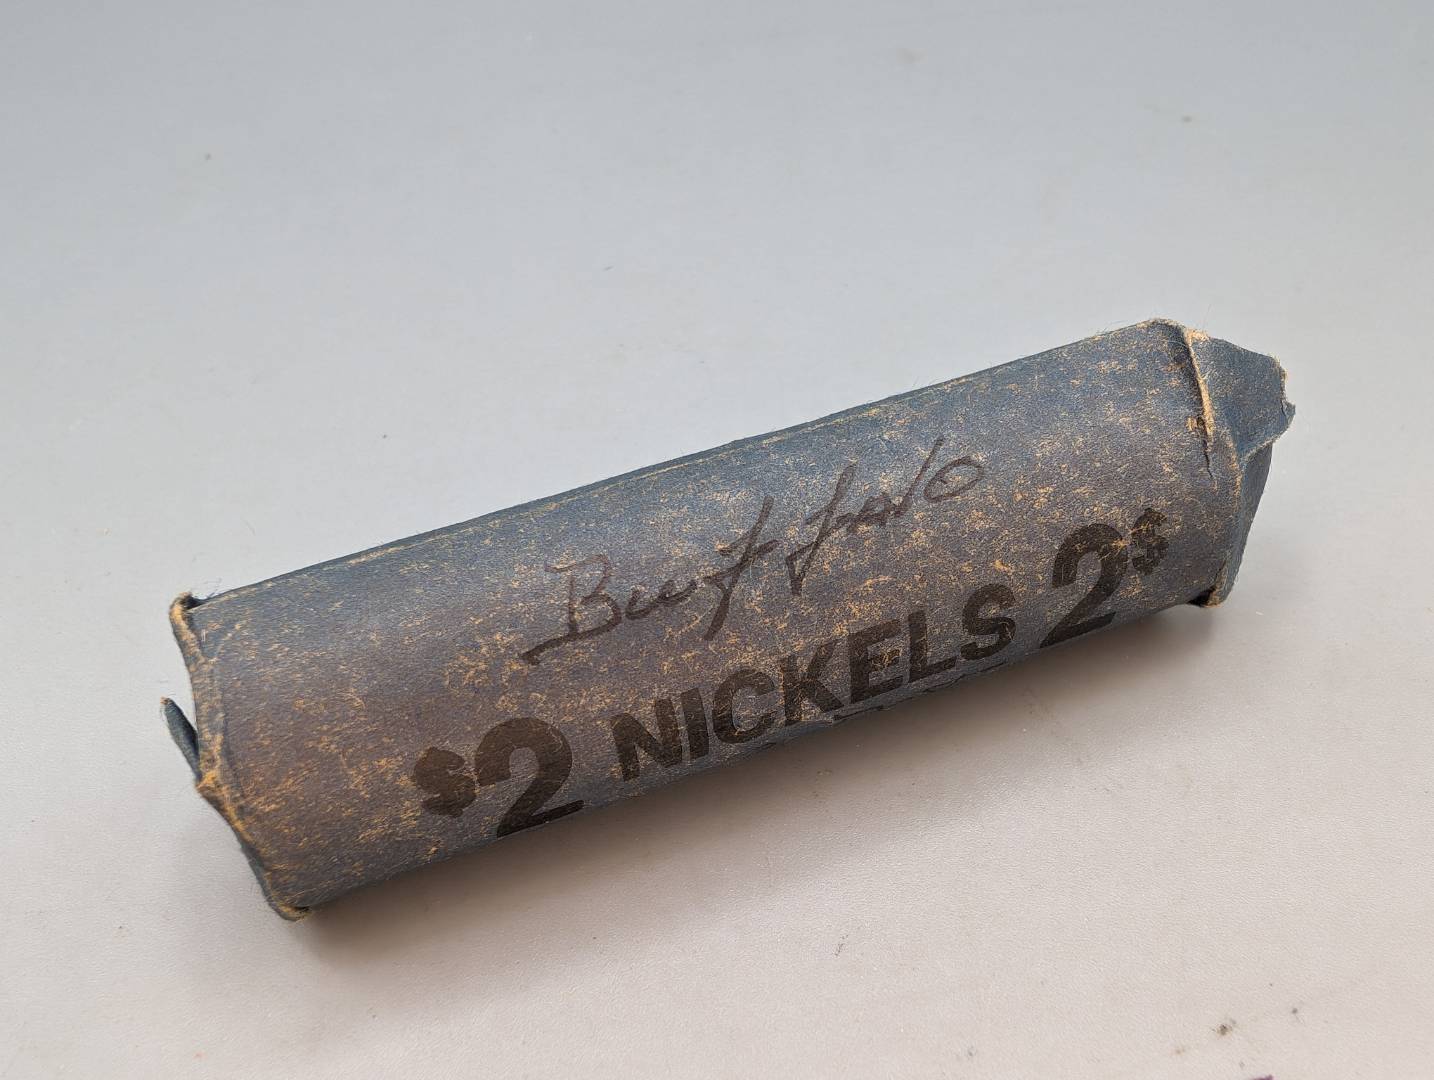 Buffalo
$2 NICKELS 2$